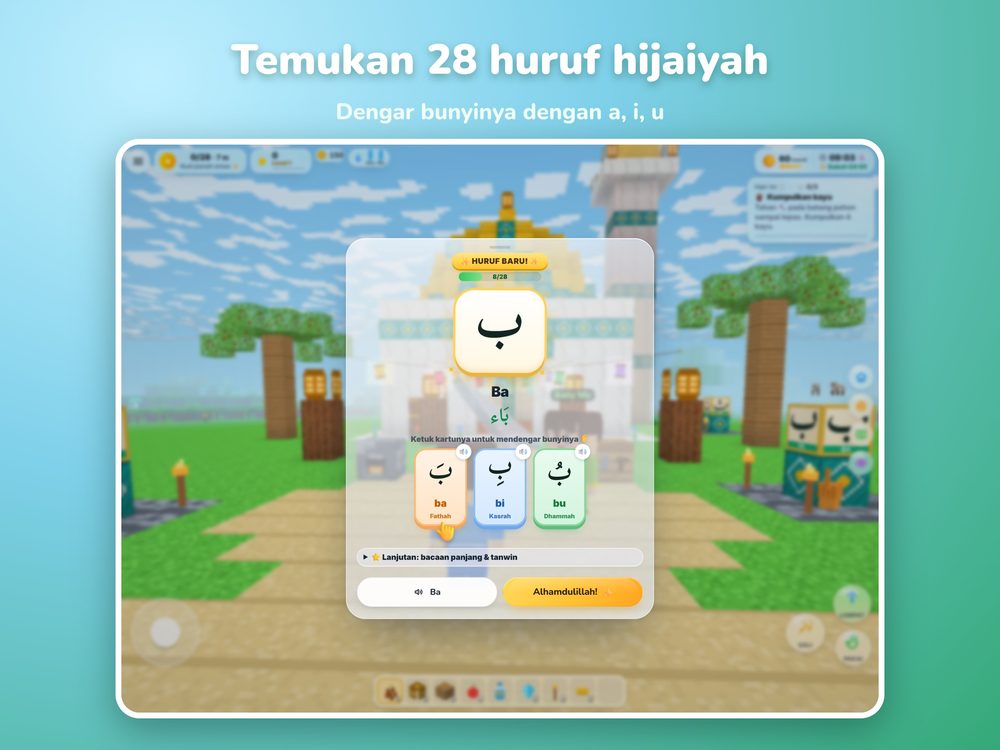 Temukan 28 huruf hijaiyah
Dengar bunyinya dengan a, i, u
Kumpulkan kayu
HURUF BARU!
8/28
ب
Ba
بَاء
Ketuk kartunya untuk mendengar bunyinya
بَ
ba
Fathah
بِ
bi
Kasrah
بُ
bu
Dhammah
Lanjutan: bacaan panjang & tanwin
Ba
Alhamdulillah!